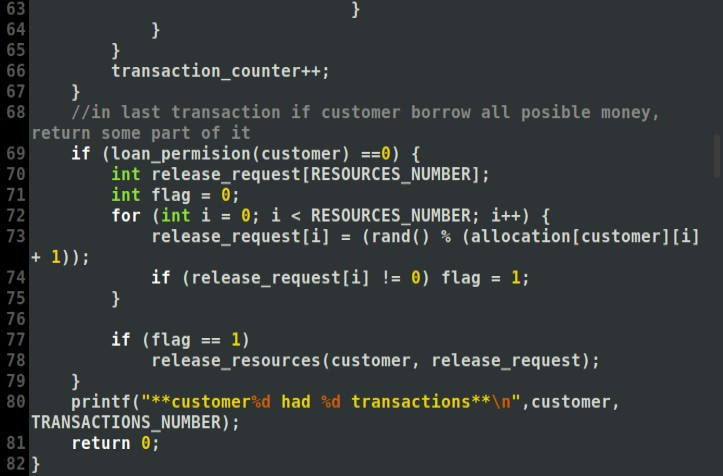 63                                 }
64             }
65         }
66         transaction_counter++;
67     }
68     //in last transaction if customer borrow all posible money,
return some part of it
69     if (loan_permision(customer) ==0) {
70         int release_request[RESOURCES_NUMBER];
71         int flag = 0;
72         for (int i = 0; i < RESOURCES_NUMBER; i++) {
73             release_request[i] = (rand() % (allocation[customer][i]
+ 1));
74             if (release_request[i] != 0) flag = 1;
75         }
76
77         if (flag == 1)
78             release_resources(customer, release_request);
79     }
80     printf("**customer%d had %d transactions**\n",customer,
TRANSACTIONS_NUMBER);
81     return 0;
82 }